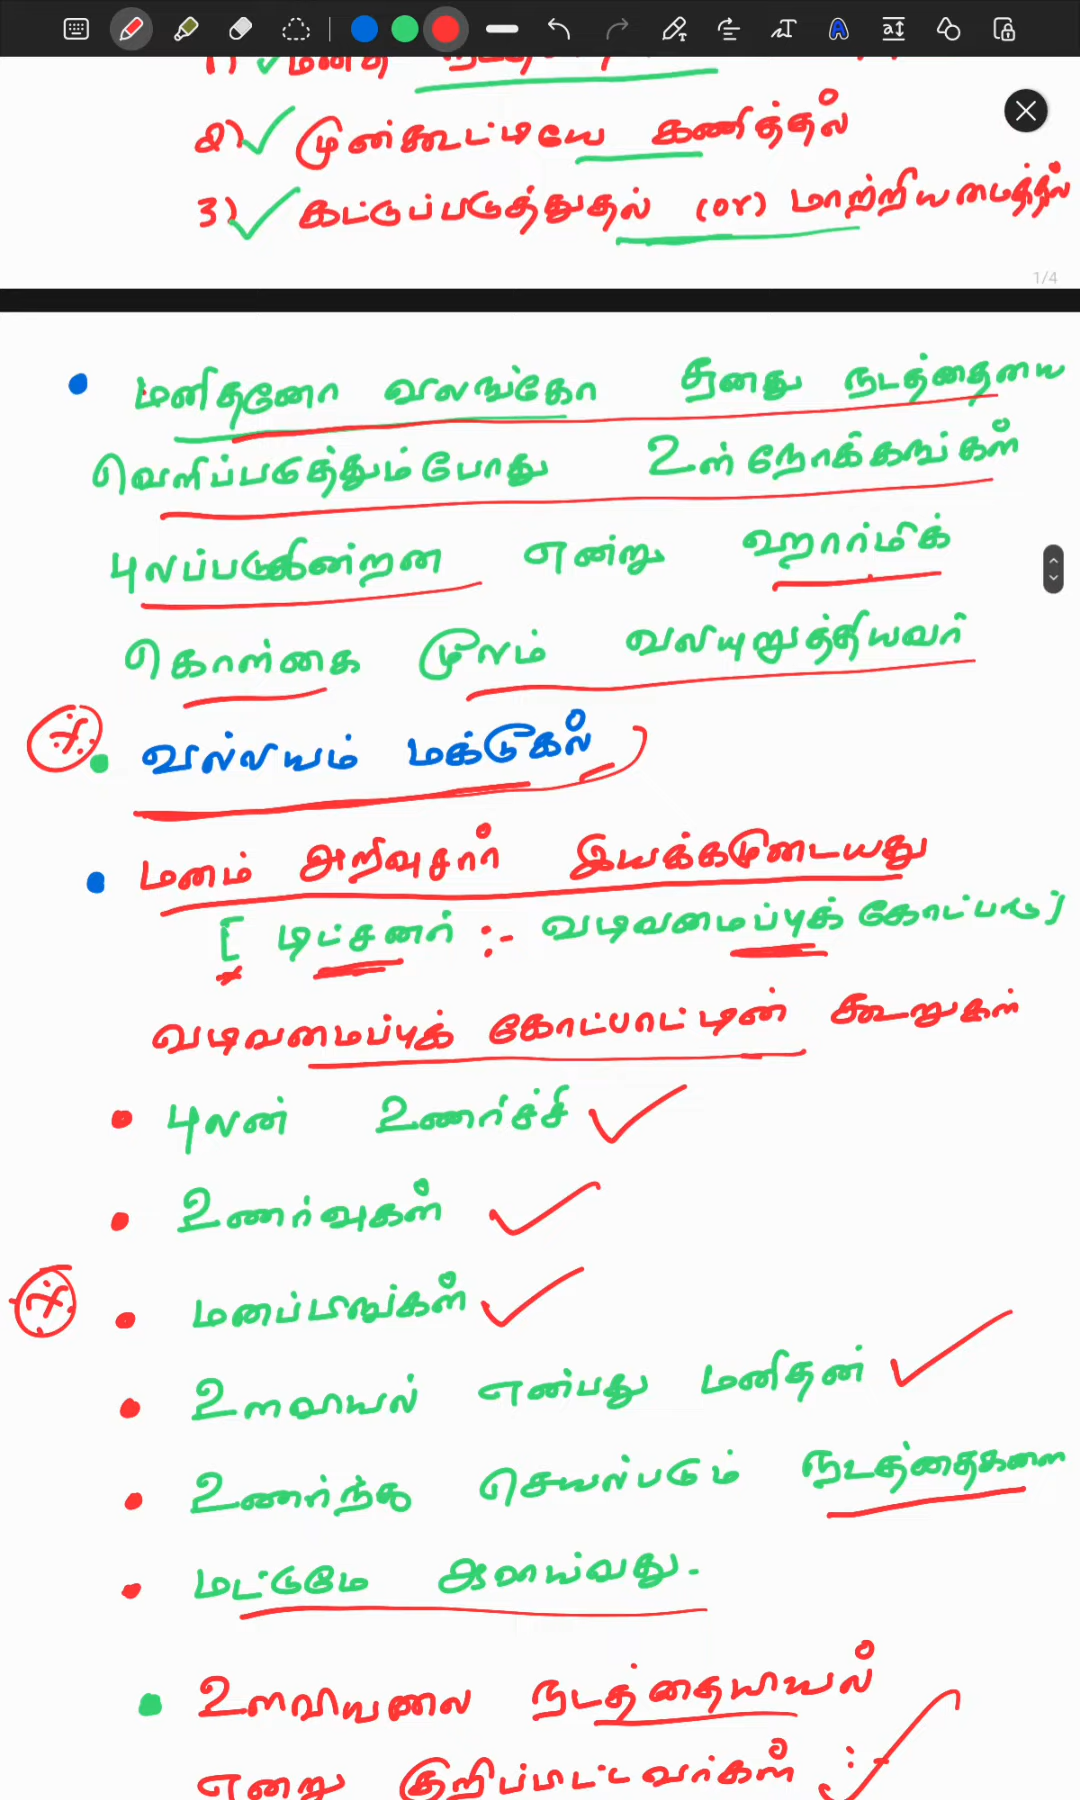 2) முன்கூட்டியே கணித்தல்
3) கட்டுப்படுத்துதல் (or) மாற்றியமைத்தல்
1/4
மனிதனோ வலங்கோ தனது நடத்தையை
வெளிப்படுத்தும்போது உள்நோக்கங்கள்
புலப்படுகின்றன என்று ஹார்மிக்
கொள்கை மூலம் வலியுறுத்தியவர்
வில்லியம் மக்டுகல்
மனம் அறிவுசார் இயக்கமுடையது
[ டிட்சனர் :- வடிவமைப்புக் கோட்பாடு ]
வடிவமைப்புக் கோட்பாட்டின் கூறுகள்
புலன் உணர்ச்சி
உணர்வுகள்
மனப்பிம்பங்கள்
உளவியல் என்பது மனிதன்
உணர்ந்து செயல்படும் நடத்தைகளை
மட்டுமே ஆராய்வது.
உளவியலை நடத்தையியல்
என்று குறிப்பிட்டவர்கள் :-